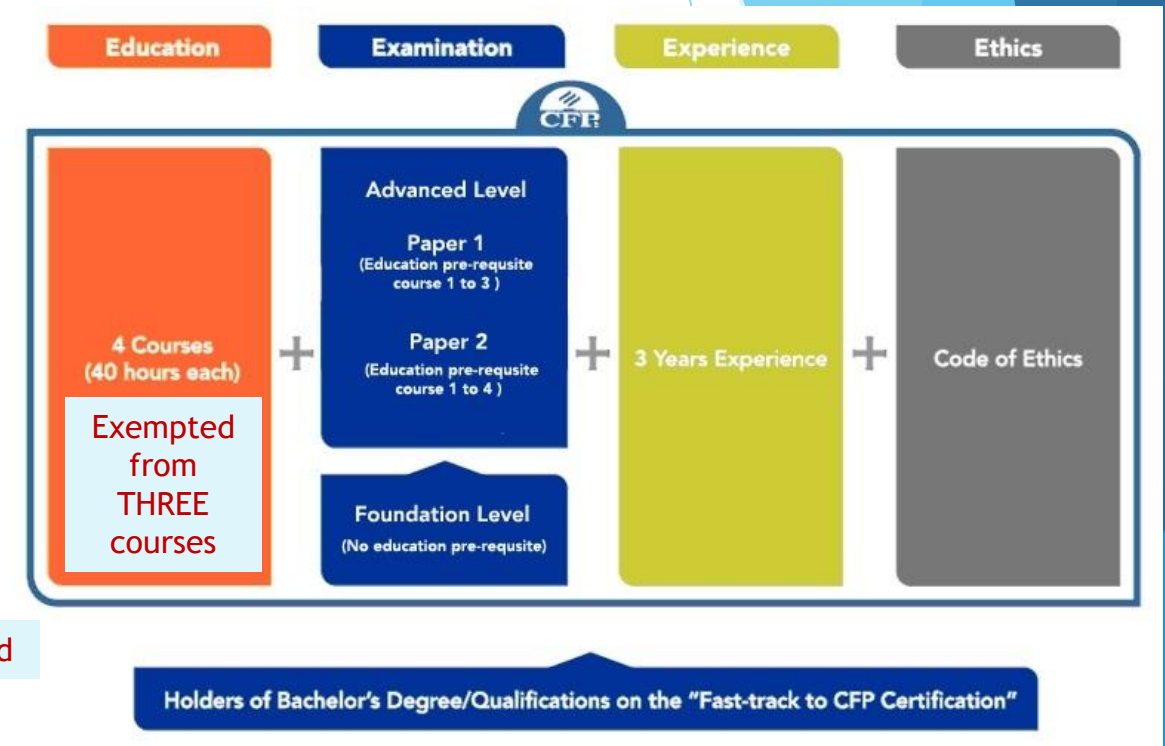 Education
Examination
Experience
Ethics
CFP
4 Courses
(40 hours each)
Exempted
from
THREE
courses
+
Advanced Level
Paper 1
(Education pre-requsite
course 1 to 3 )
Paper 2
(Education pre-requsite
course 1 to 4 )
Foundation Level
(No education pre-requsite)
+
3 Years Experience
+
Code of Ethics
d
Holders of Bachelor's Degree/Qualifications on the "Fast-track to CFP Certification"